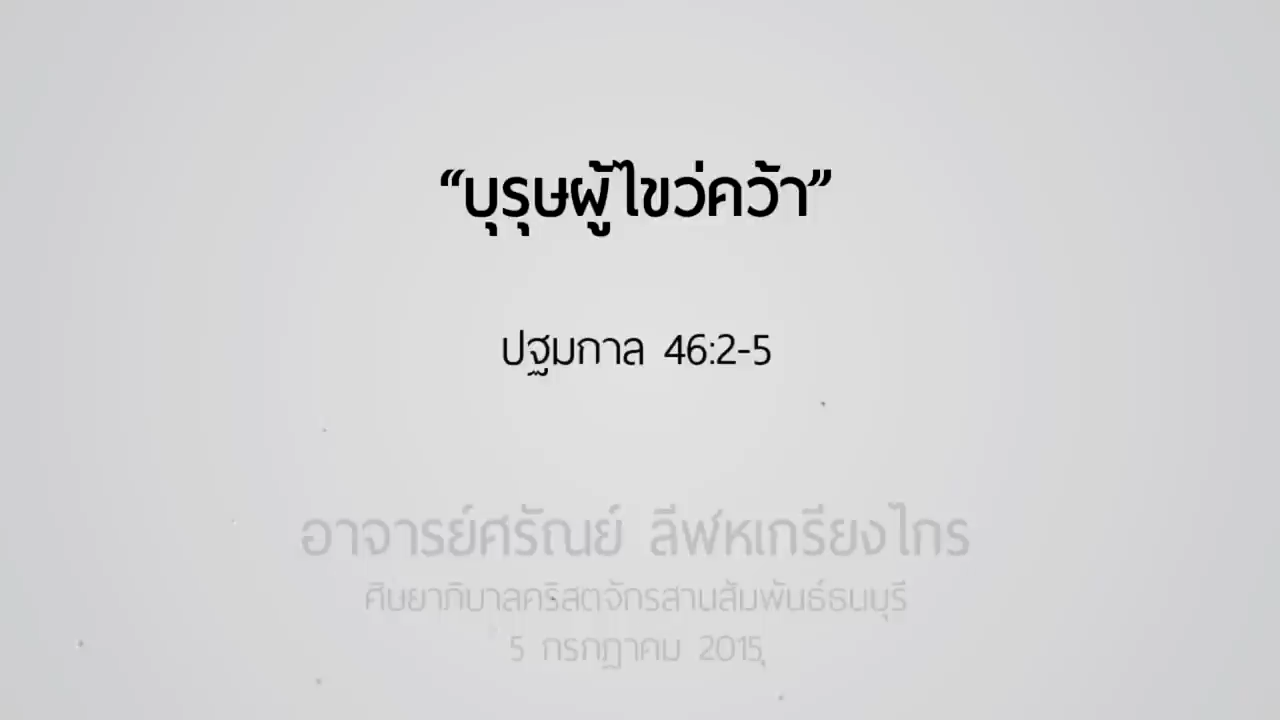 “บุรุษผู้ไขว่คว้า”
ปฐมกาล 46:2-5
อาจารย์ศรัณย์ ลีฬหเกรียงไกร
ศิษยาภิบาลคริสตจักรสานสัมพันธ์ธนบุรี
5 กรกฎาคม 2015